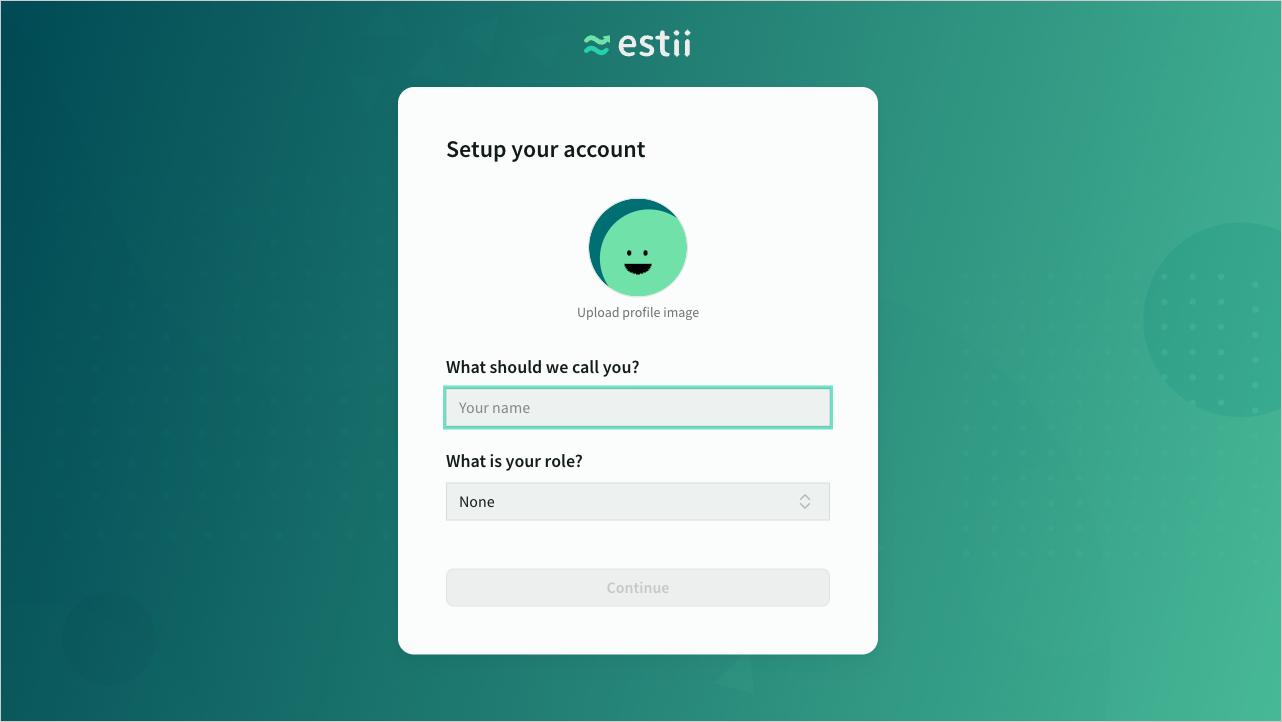 estii
Setup your account
Upload profile image
What should we call you?
Your name
What is your role?
None
Continue